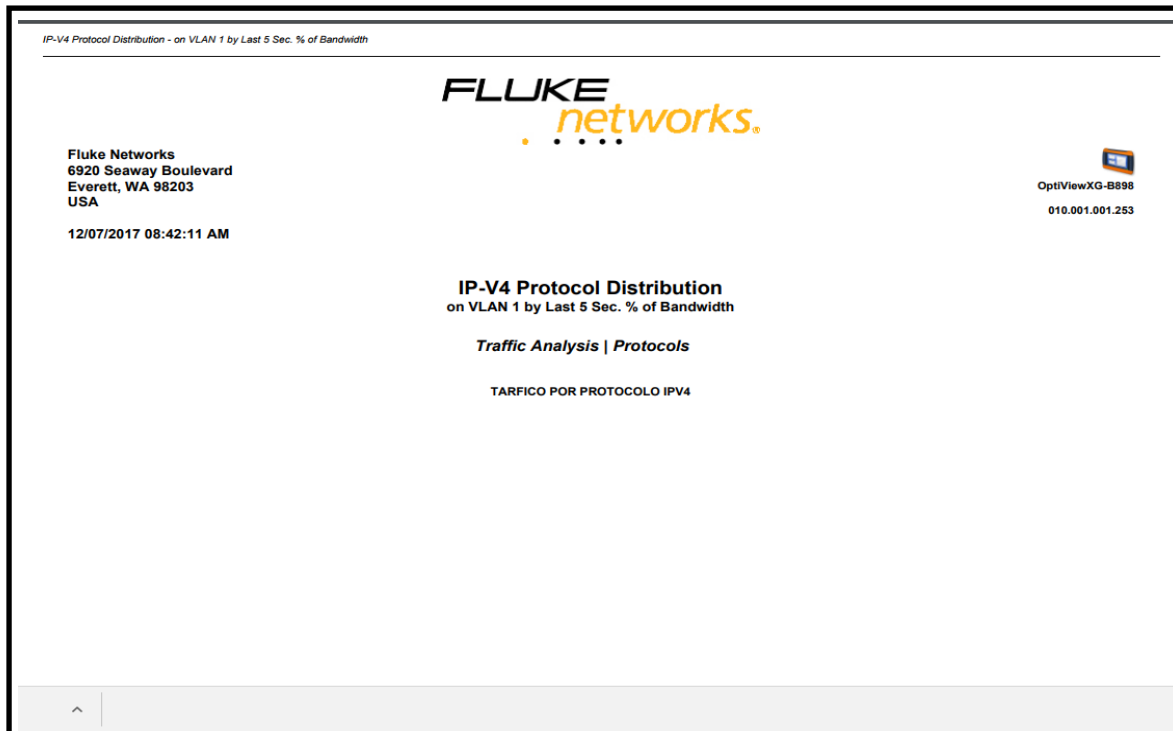 IP-V4 Protocol Distribution - on VLAN 1 by Last 5 Sec. % of Bandwidth
FLUKE
networks®
Fluke Networks
6920 Seaway Boulevard
Everett, WA 98203
USA
12/07/2017 08:42:11 AM
OptiViewXG-B898
010.001.001.253
IP-V4 Protocol Distribution
on VLAN 1 by Last 5 Sec. % of Bandwidth
Traffic Analysis | Protocols
TARFICO POR PROTOCOLO IPV4